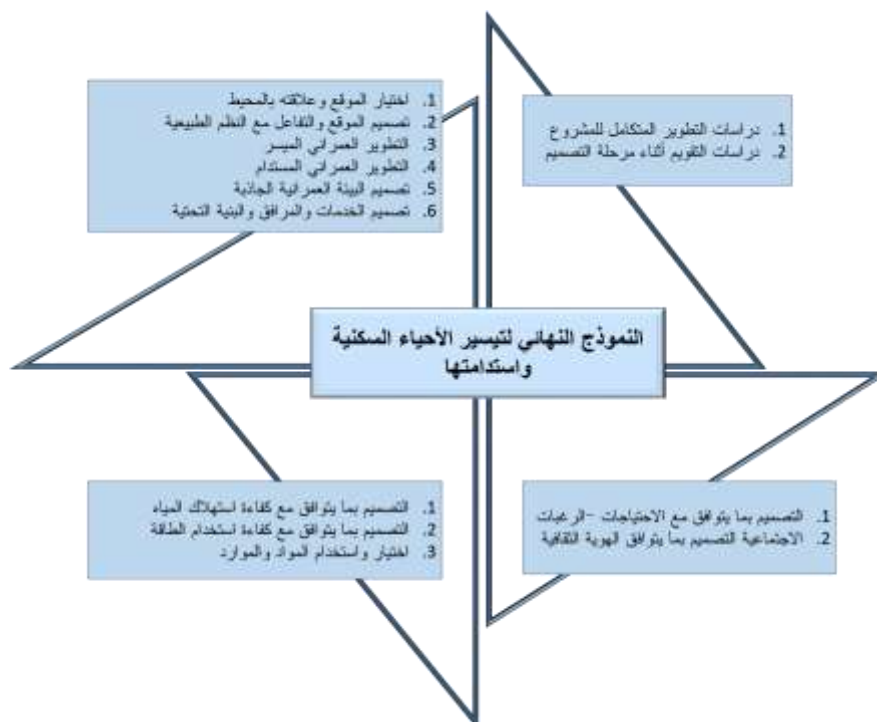 1. دراسات التطوير المتكامل للمشروع
2. دراسات التقويم أثناء مرحلة التصميم
1. اختيار الموقع وعلاقته بالمحيط
2. تصميم الموقع والتفاعل مع النظم الطبيعية
3. التطوير العمراني الميسر
4. التطوير العمراني المستدام
5. تصميم البيئة العمرانية الجاذبة
6. تصميم الخدمات والمرافق والبنية التحتية
النموذج النهائي لتيسير الأحياء السكنية
واستدامتها
1. التصميم بما يتوافق مع الاحتياجات -الرغبات
2. الاجتماعية التصميم بما يتوافق الهوية الثقافية
1. التصميم بما يتوافق مع كفاءة استهلاك المياه
2. التصميم بما يتوافق مع كفاءة استخدام الطاقة
3. اختيار واستخدام المواد والموارد